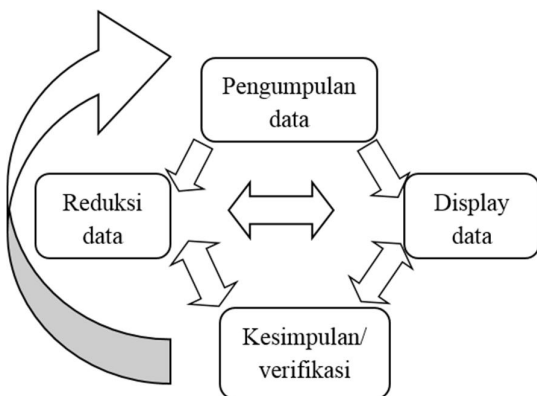 Pengumpulan
data
Reduksi
data
Display
data
Kesimpulan/
verifikasi